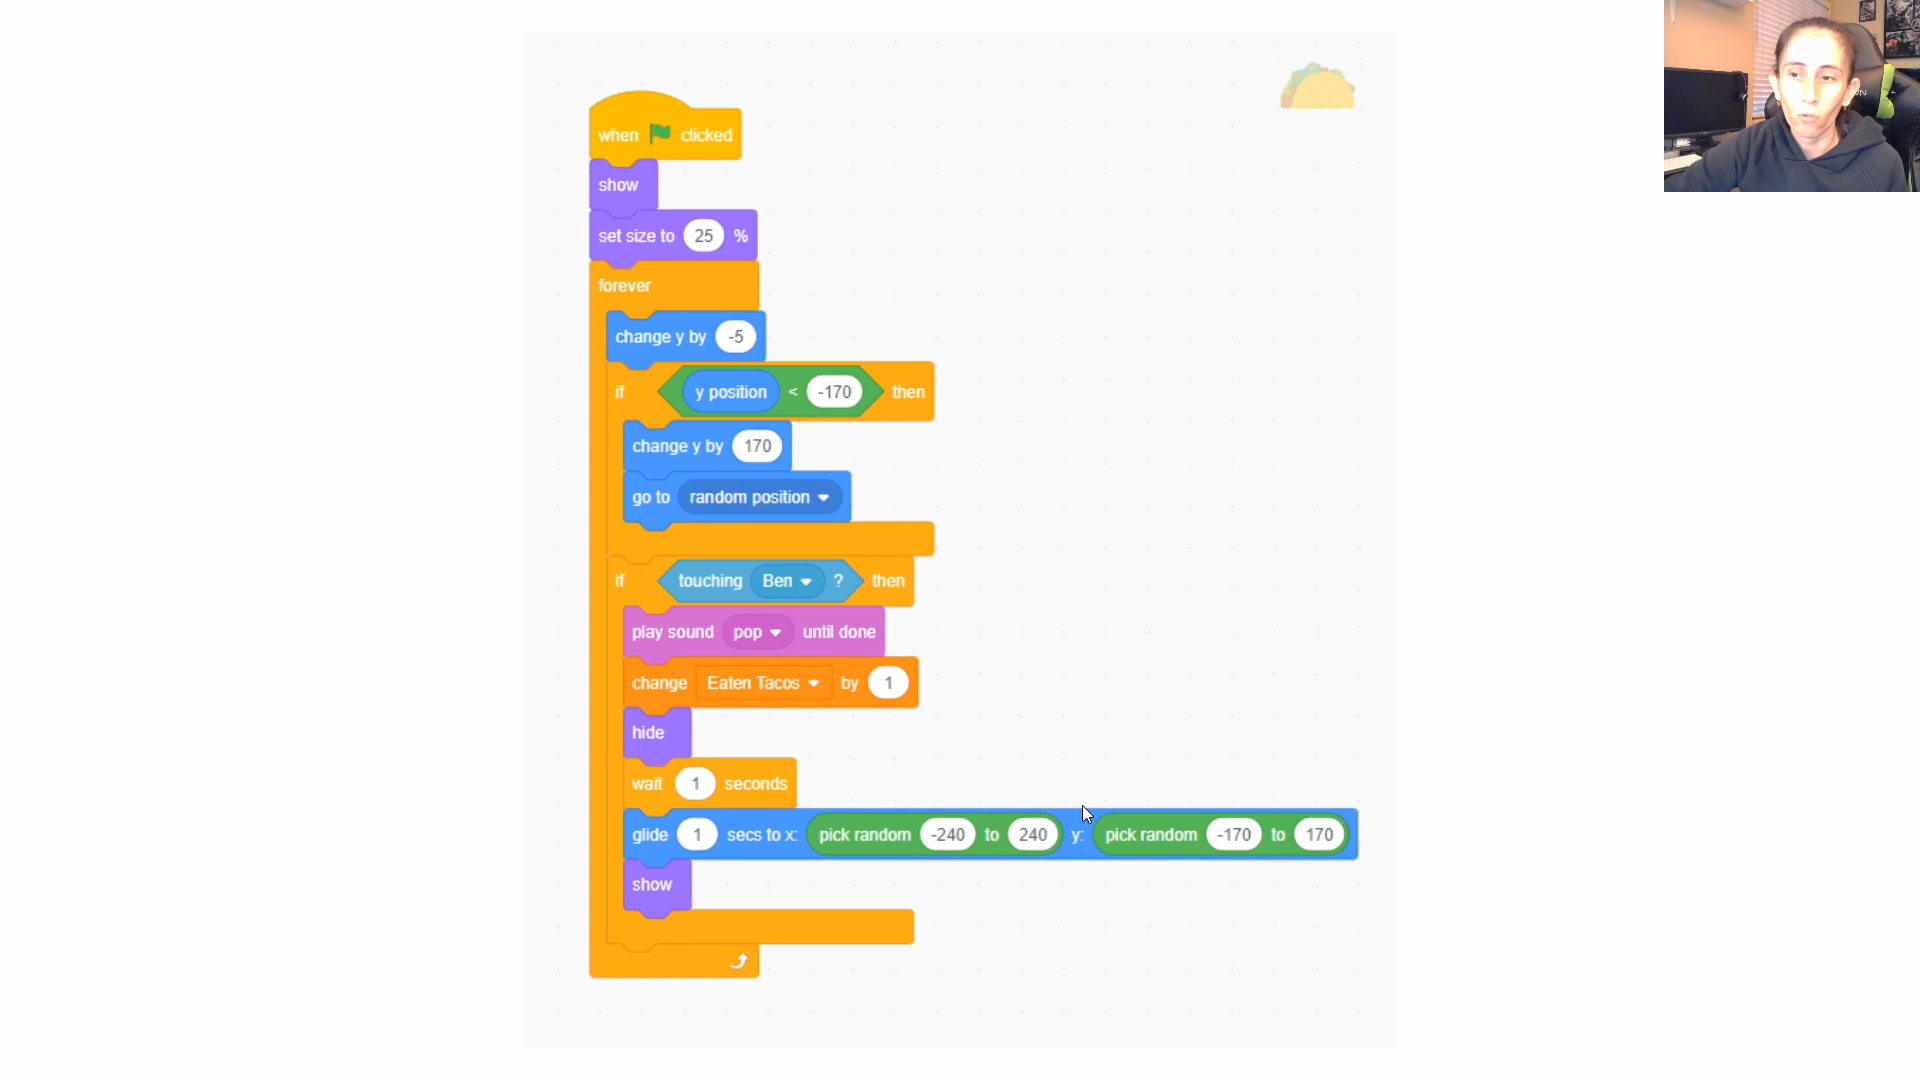 when clicked
show
set size to 25 %
forever
change y by -5
if y position < -170 then
change y by 170
go to random position
if touching Ben ? then
play sound pop until done
change Eaten Tacos by 1
hide
wait 1 seconds
glide 1 secs to x: pick random -240 to 240 y: pick random -170 to 170
show